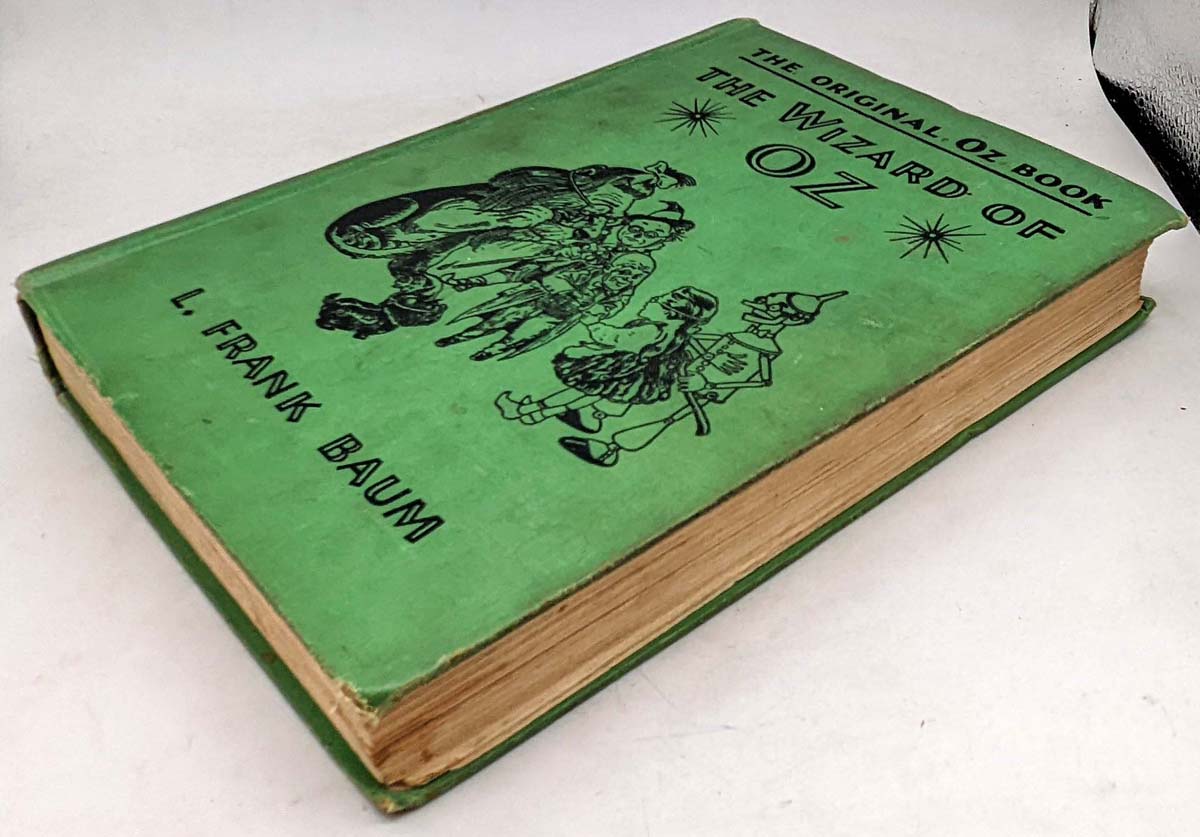 THE ORIGINAL OZ BOOK
THE WIZARD OF
OZ
L. FRANK BAUM